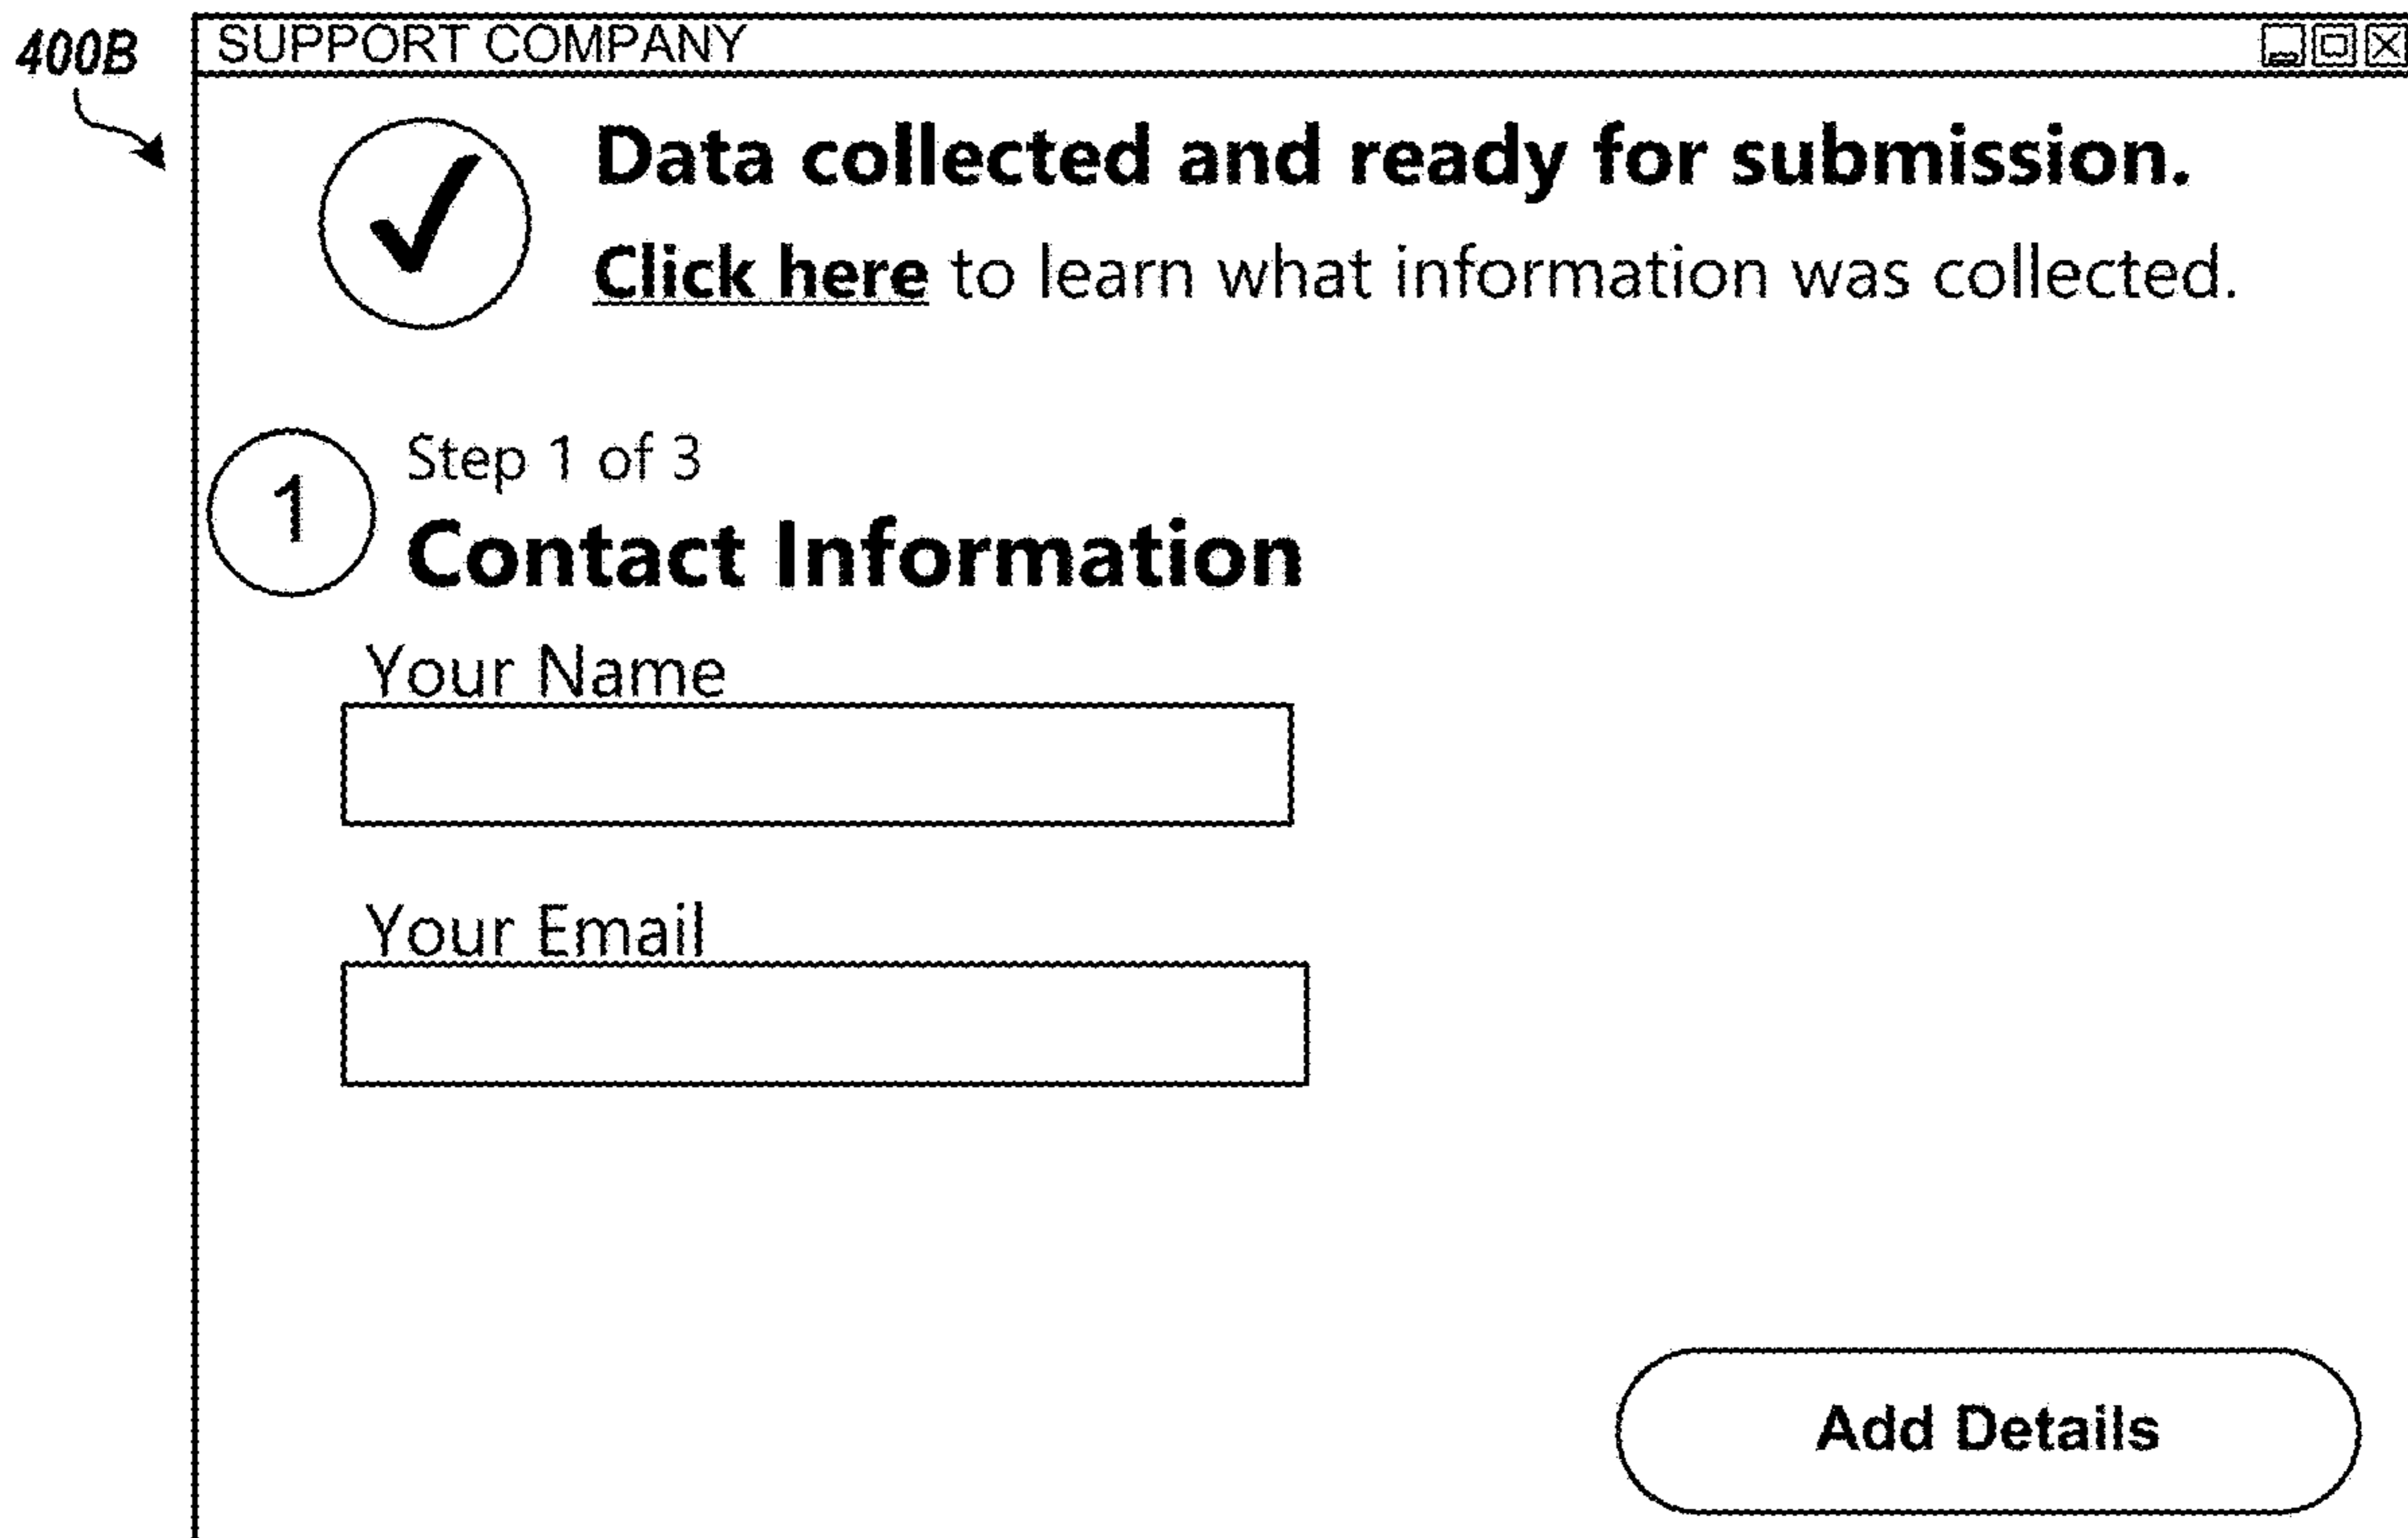 400B
SUPPORT COMPANY
Data collected and ready for submission.
Click here to learn what information was collected.
1
Step 1 of 3
Contact Information
Your Name
Your Email
Add Details